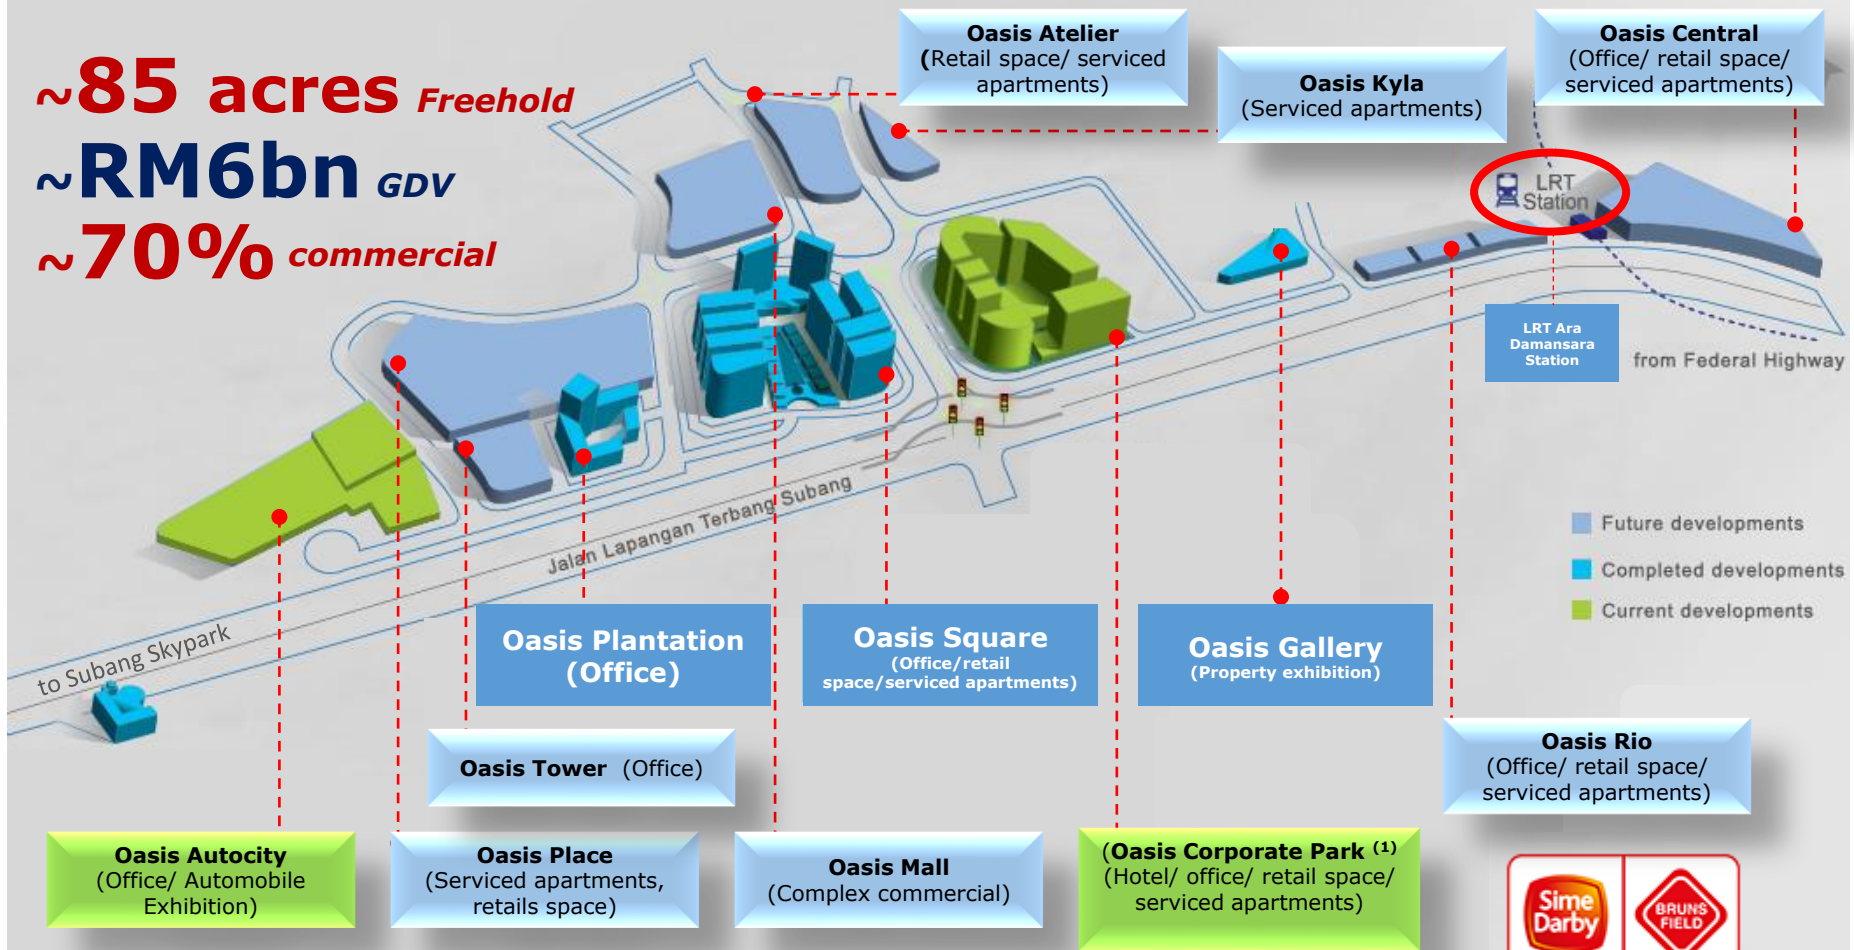 ~85 acres Freehold
~RM6bn GDV
~70% commercial
Oasis Atelier
(Retail space/ serviced
apartments)
Oasis Kyla
(Serviced apartments)
Oasis Central
(Office/ retail space/
serviced apartments)
LRT
Station
LRT Ara
Damansara
Station
from Federal Highway
Jalan Lapangan Terbang Subang
to Subang Skypark
Future developments
Completed developments
Current developments
Oasis Plantation
(Office)
Oasis Square
(Office/retail
space/serviced apartments)
Oasis Gallery
(Property exhibition)
Oasis Tower (Office)
Oasis Rio
(Office/ retail space/
serviced apartments)
Oasis Autocity
(Office/ Automobile
Exhibition)
Oasis Place
(Serviced apartments,
retails space)
Oasis Mall
(Complex commercial)
(Oasis Corporate Park (1)
(Hotel/ office/ retail space/
serviced apartments)
Sime
Darby
BRUNS
FIELD